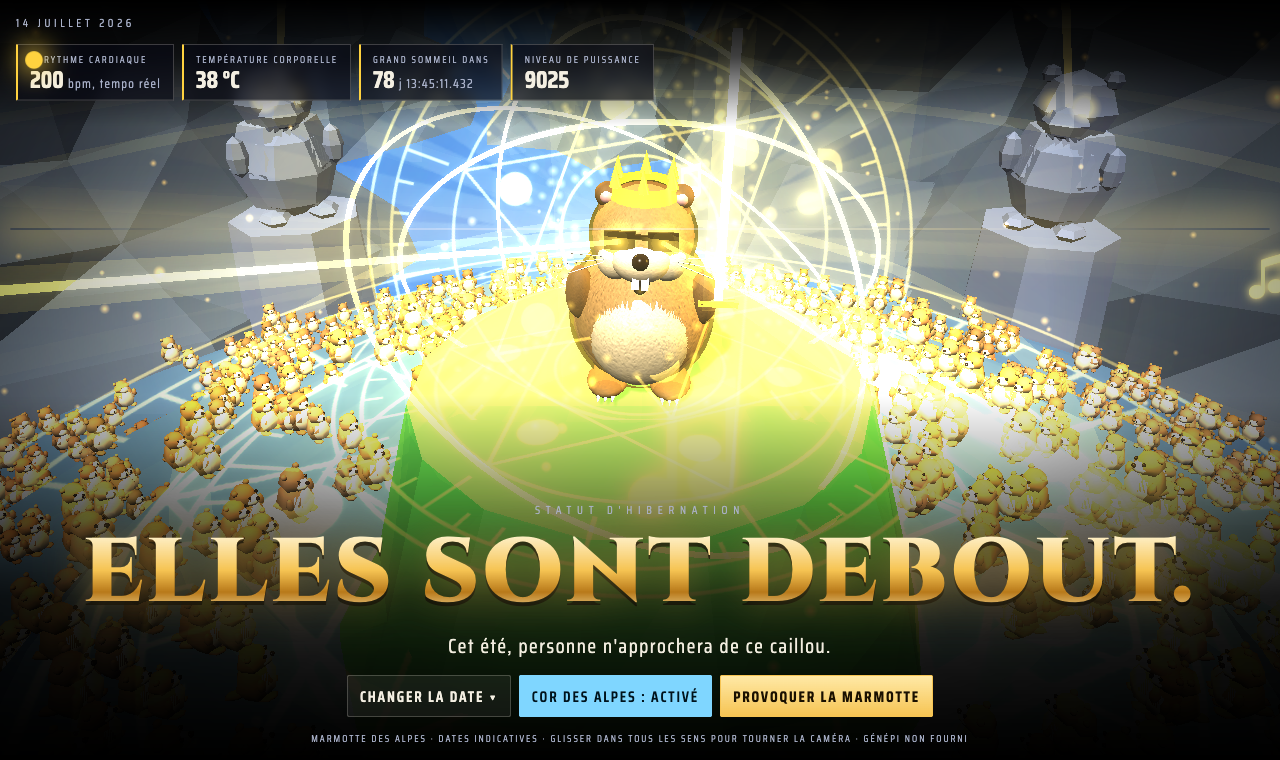 14 JUILLET 2026
RYTHME CARDIAQUE
200 bpm, tempo réel
TEMPÉRATURE CORPORELLE
38 °C
GRAND SOMMEIL DANS
78 j 13:45:11.432
NIVEAU DE PUISSANCE
9025
STATUT D'HIBERNATION
ELLES SONT DEBOUT.
Cet été, personne n'approchera de ce caillou.
CHANGER LA DATE ▾
COR DES ALPES : ACTIVÉ
PROVOQUER LA MARMOTTE
MARMOTTE DES ALPES · DATES INDICATIVES · GLISSER DANS TOUS LES SENS POUR TOURNER LA CAMÉRA · GÉNÉPI NON FOURNI